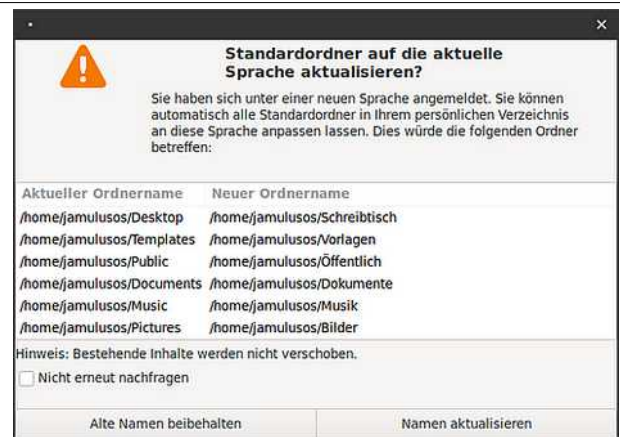 Standardordner auf die aktuelle
Sprache aktualisieren?
Sie haben sich unter einer neuen Sprache angemeldet. Sie können
automatisch alle Standardordner in Ihrem persönlichen Verzeichnis
an diese Sprache anpassen lassen. Dies würde die folgenden Ordner
betreffen:
Aktueller Ordnername Neuer Ordnername
/home/jamulusos/Desktop /home/jamulusos/Schreibtisch
/home/jamulusos/Templates /home/jamulusos/Vorlagen
/home/jamulusos/Public /home/jamulusos/Öffentlich
/home/jamulusos/Documents /home/jamulusos/Dokumente
/home/jamulusos/Music /home/jamulusos/Musik
/home/jamulusos/Pictures /home/jamulusos/Bilder
Hinweis: Bestehende Inhalte werden nicht verschoben.
Nicht erneut nachfragen
Alte Namen beibehalten Namen aktualisieren